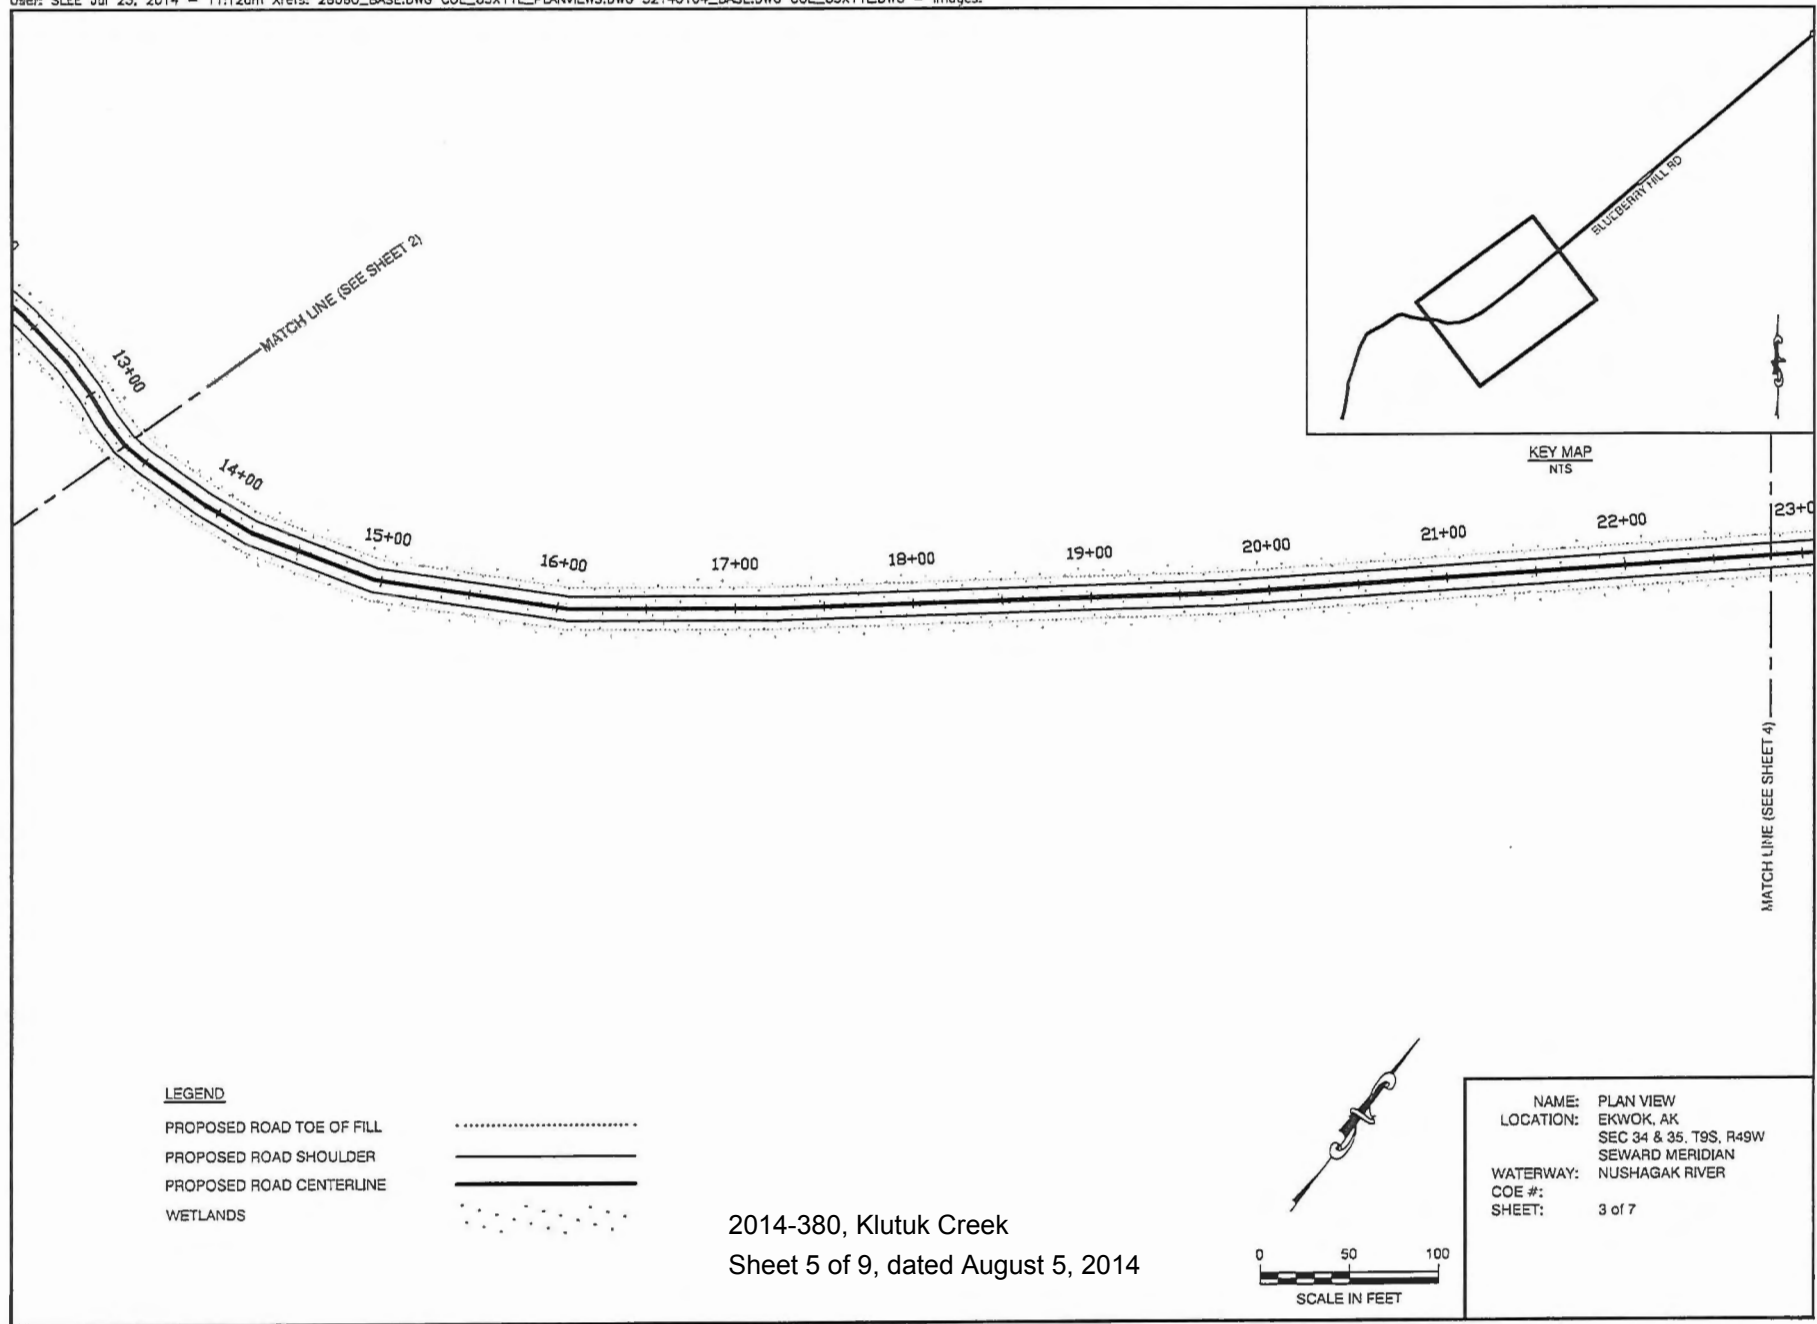 BLUEBERRY HILL RD
KEY MAP
NTS
MATCH LINE (SEE SHEET 2)
13+00
14+00
15+00
16+00
17+00
18+00
19+00
20+00
21+00
22+00
MATCH LINE (SEE SHEET 4)
LEGEND
PROPOSED ROAD TOE OF FILL
PROPOSED ROAD SHOULDER
PROPOSED ROAD CENTERLINE
WETLANDS
2014-380, Klutuk Creek
Sheet 5 of 9, dated August 5, 2014
0 50 100
SCALE IN FEET
NAME: PLAN VIEW
LOCATION: EKWOK, AK
SEC 34 & 35, T9S, R49W
SEWARD MERIDIAN
WATERWAY: NUSHAGAK RIVER
COE #:
SHEET: 3 of 7